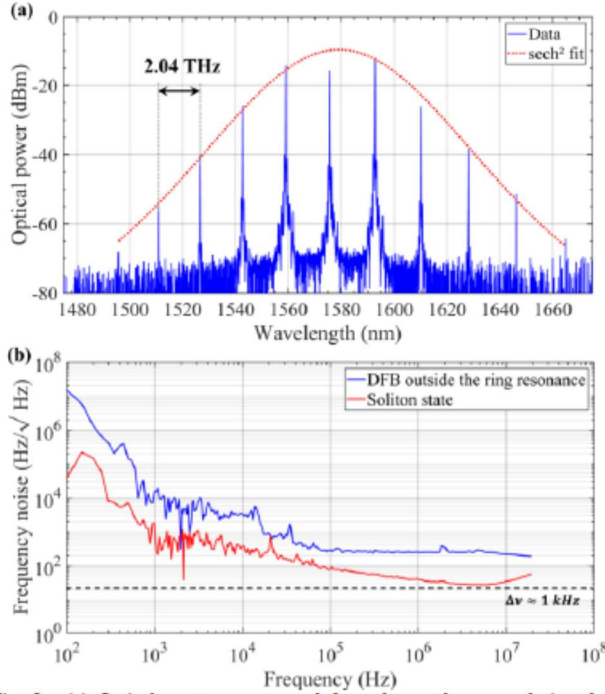 (a)
0
-20
-40
-60
-80
Optical power (dBm)
2.04 THz
Data
sech² fit
1480 1500 1520 1540 1560 1580 1600 1620 1640 1660
Wavelength (nm)
(b)
10⁸
10⁶
10⁴
10²
10⁰
Frequency noise (Hz/√Hz)
DFB outside the ring resonance
Soliton state
Δν ≈ 1 kHz
10² 10³ 10⁴ 10⁵ 10⁶ 10⁷ 10⁸
Frequency (Hz)